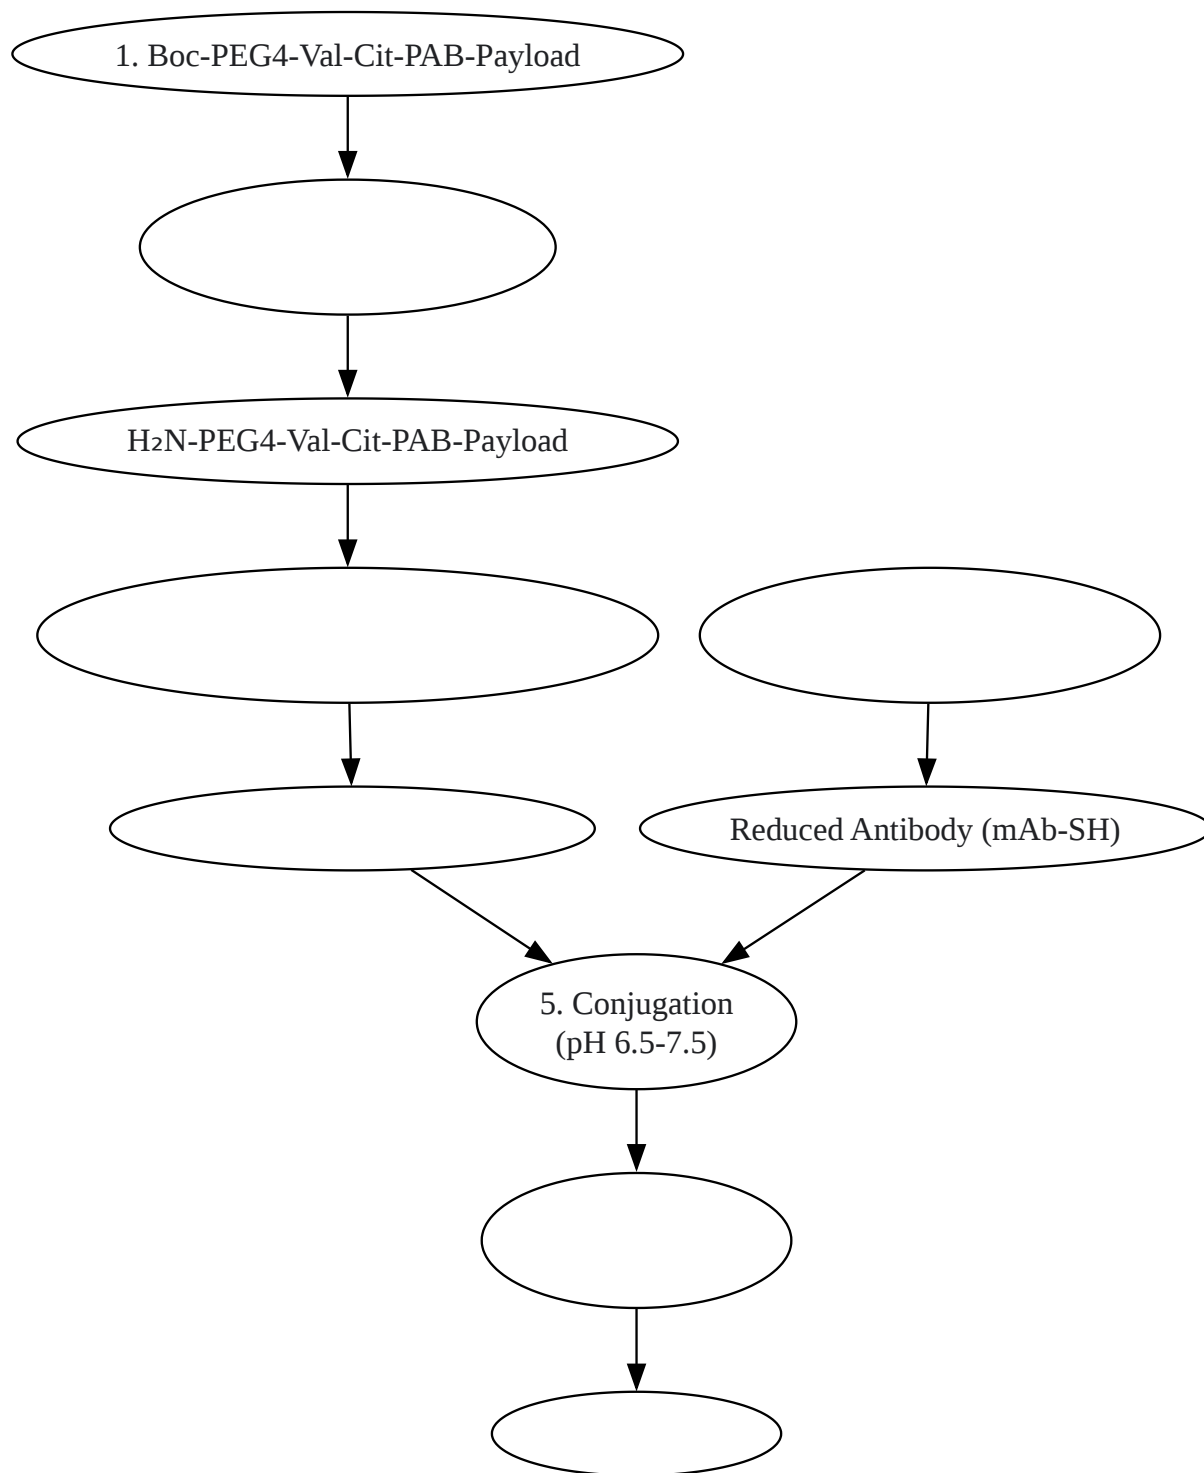 1. Boc-PEG4-Val-Cit-PAB-Payload
H₂N-PEG4-Val-Cit-PAB-Payload
Reduced Antibody (mAb-SH)
5. Conjugation
(pH 6.5-7.5)